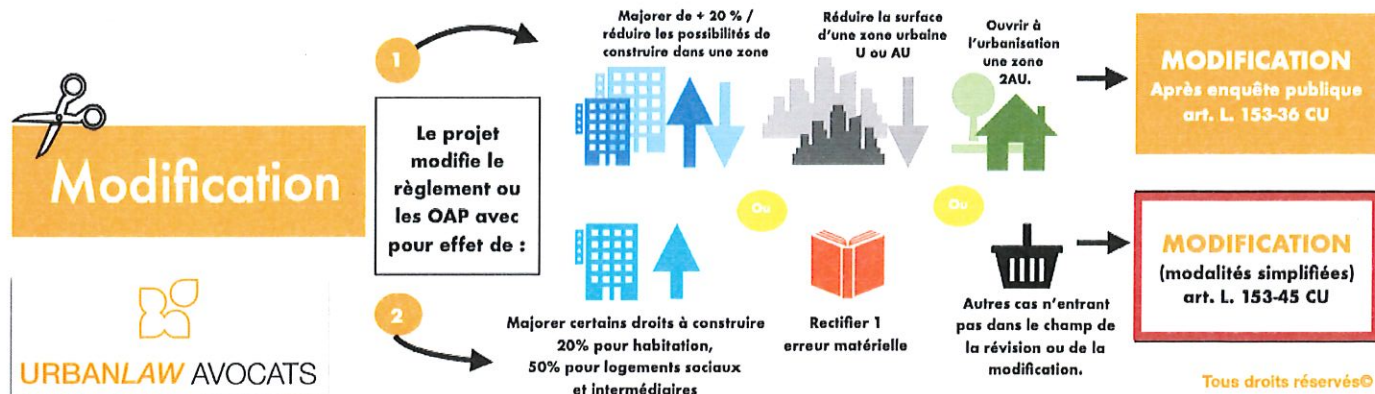 Modification
URBANLAW AVOCATS
1
Le projet
modifie le
règlement ou
les OAP avec
pour effet de :
2
Majorer de + 20 % /
réduire les possibilités de
construire dans une zone
Réduire la surface
d'une zone urbaine
U ou AU
Ouvrir à
l'urbanisation
une zone
2AU.
MODIFICATION
Après enquête publique
art. L. 153-36 CU
Ou
Ou
Majorer certains droits à construire
20% pour habitation,
50% pour logements sociaux
et intermédiaires
Rectifier 1
erreur matérielle
Autres cas n'entrant
pas dans le champ de
la révision ou de la
modification.
MODIFICATION
(modalités simplifiées)
art. L. 153-45 CU
Tous droits réservés©